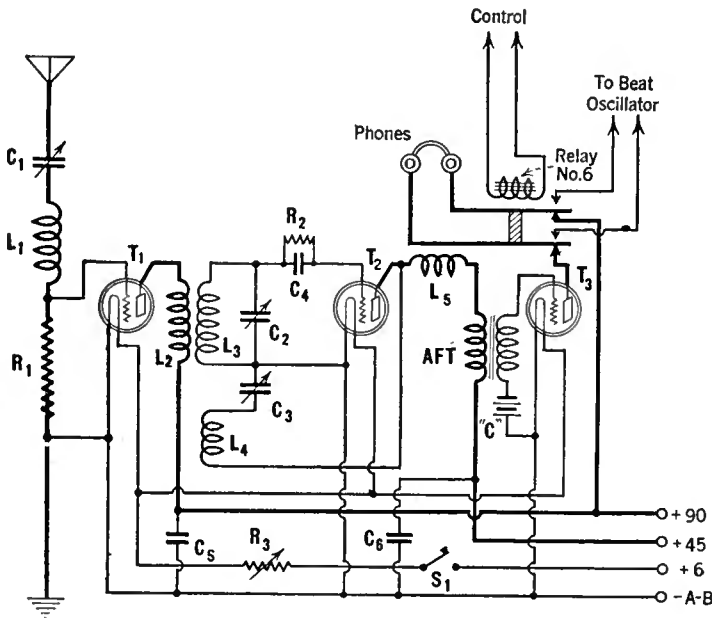 Control
To Beat
Oscillator
Phones
Relay
No.6
C1
R2
L1
T1
T2
C4
T3
L5
C2
R1
L2
L3
AFT
C3
"C"
L4
+90
C5
R3
C6
+45
S1
+6
-A-B